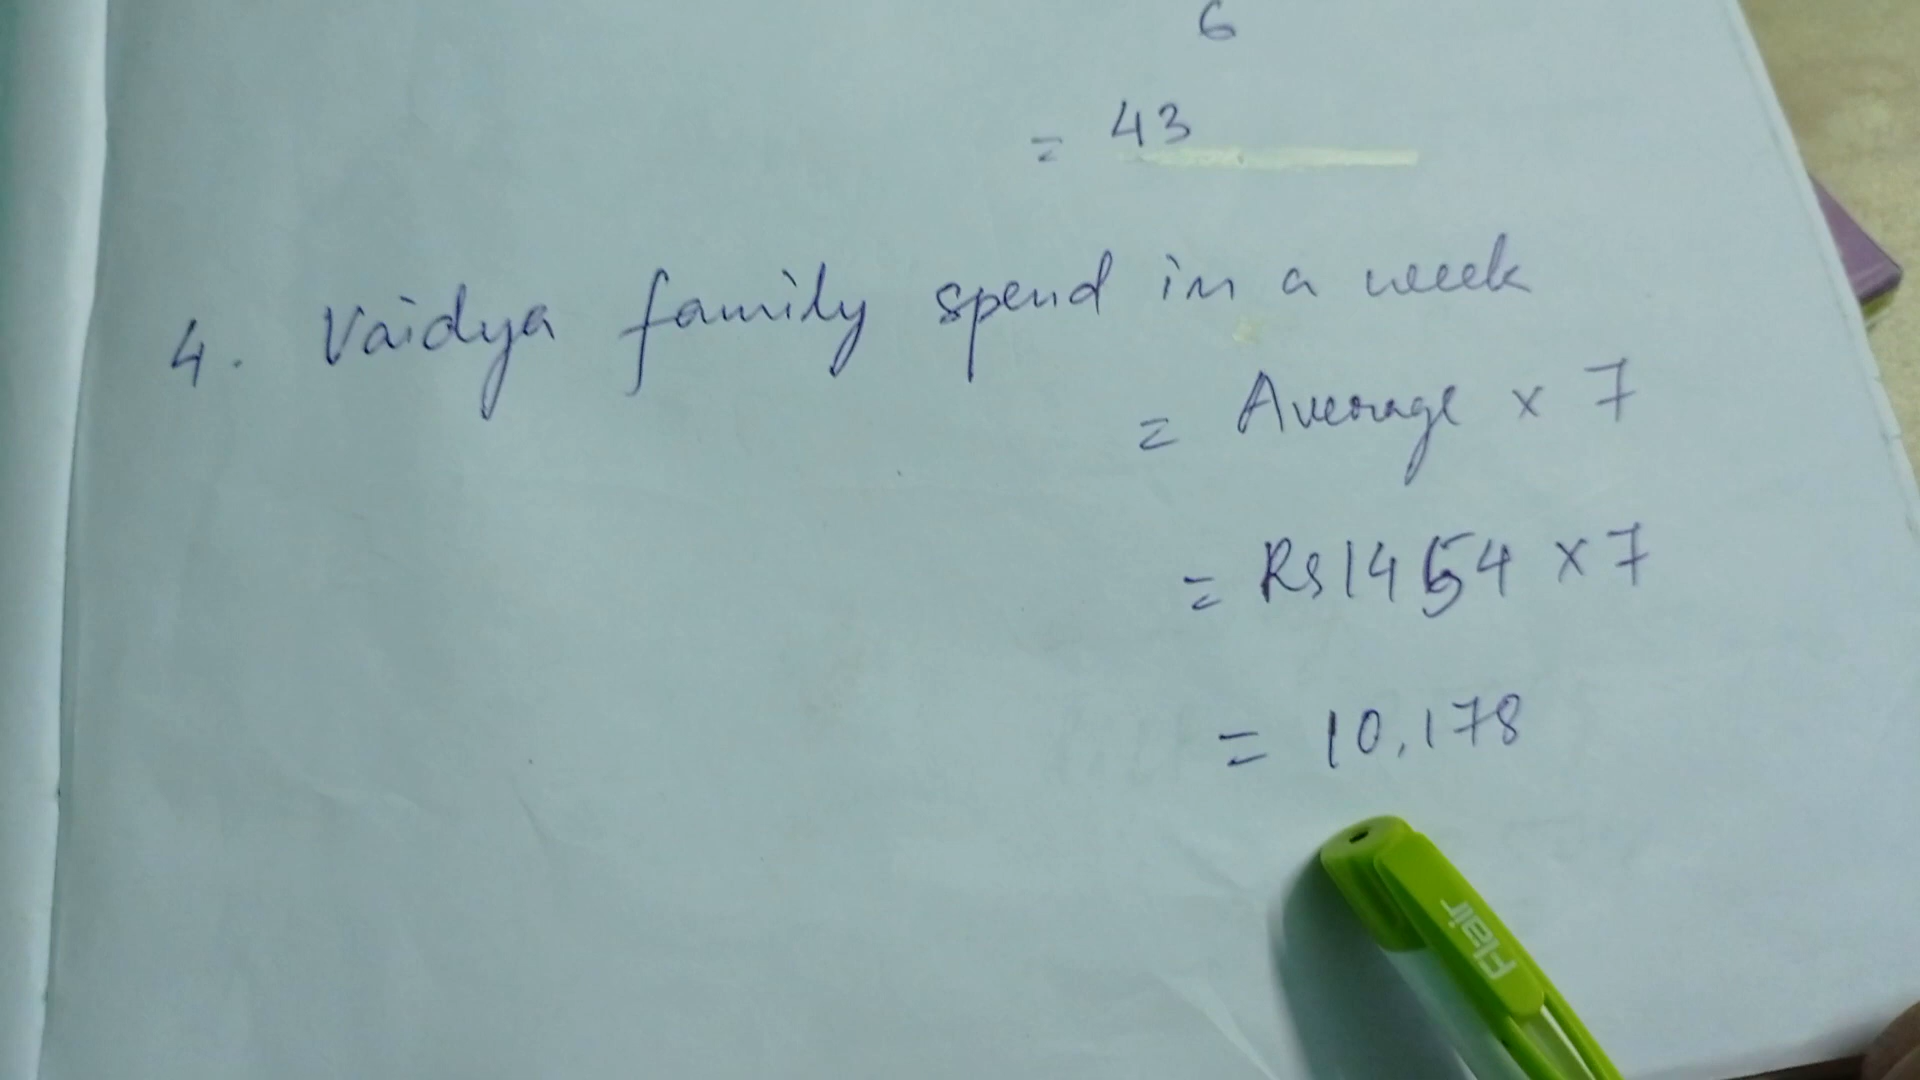 6
= 43
4. Vaidya family spend in a week
= Average × 7
= Rs 1454 × 7
= 10,178
Flair